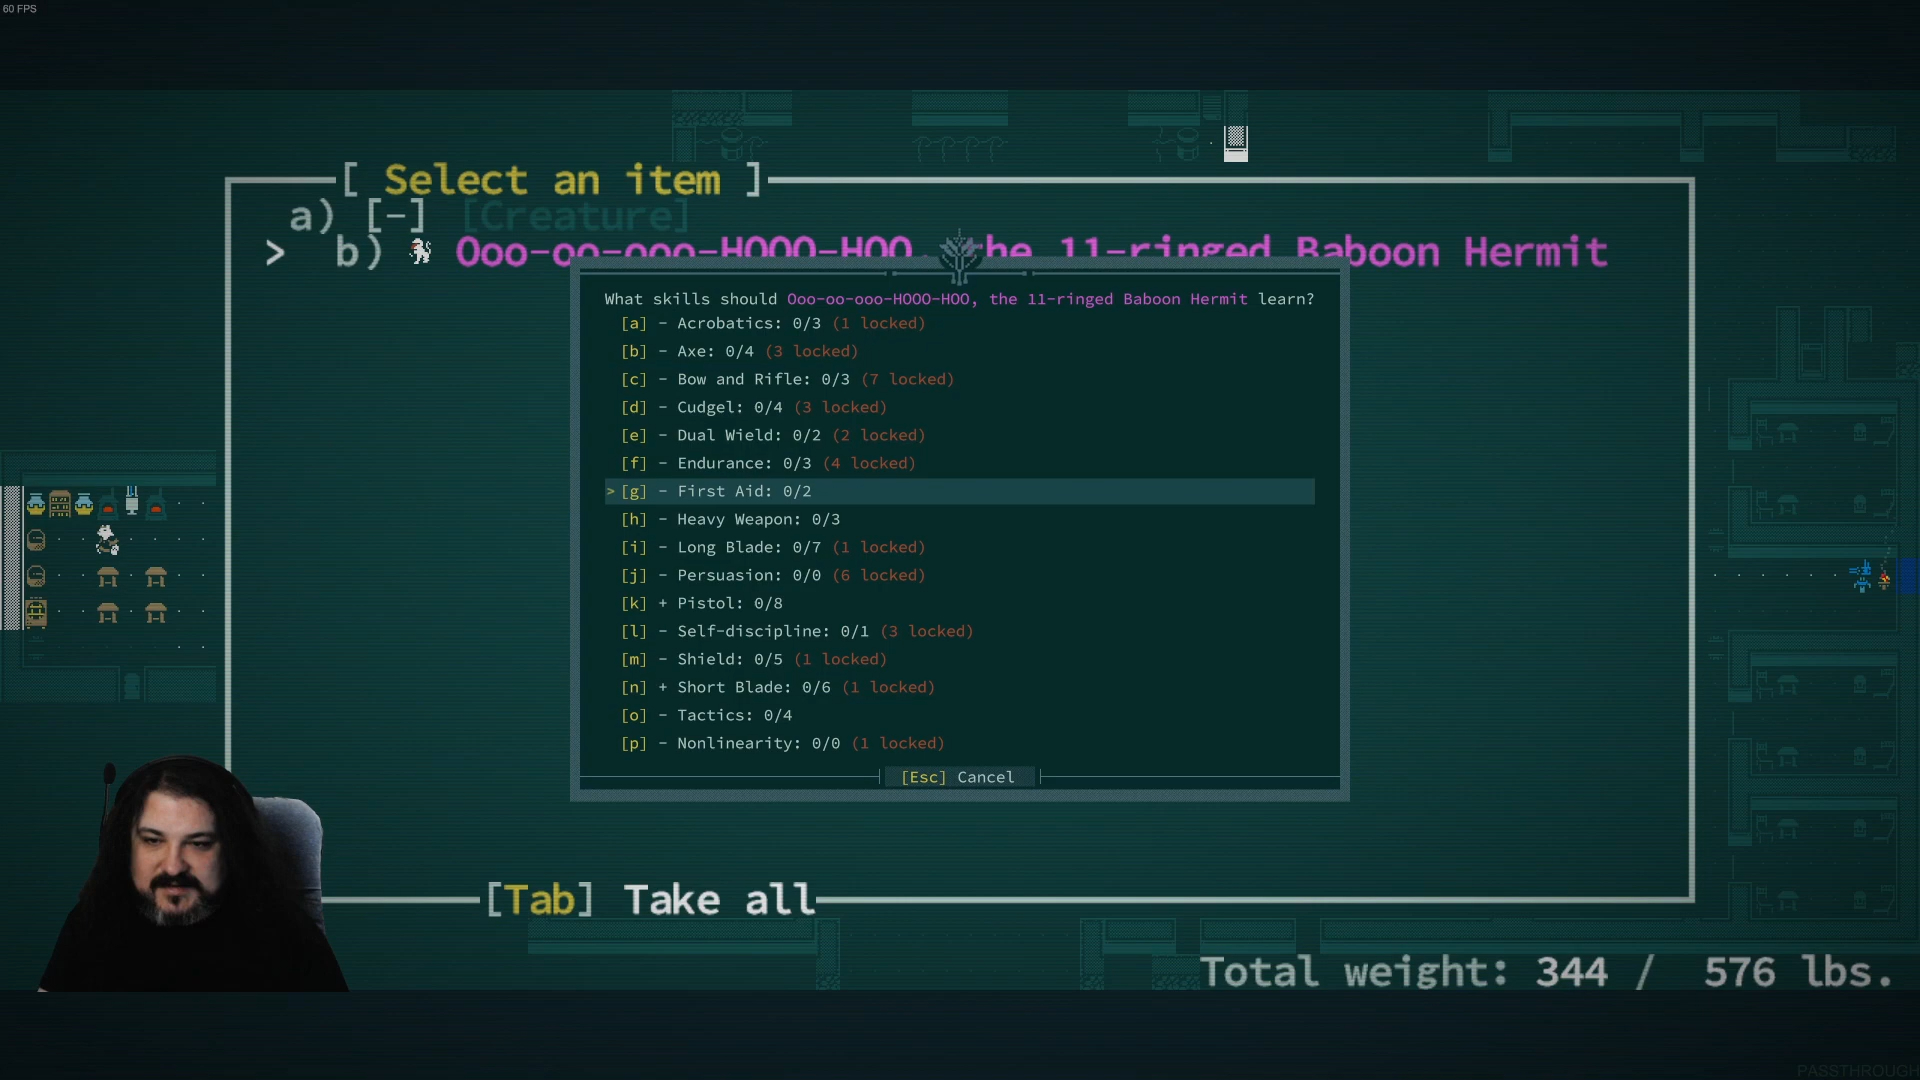 60 FPS
[ Select an item ]
a) [-] [Creature]
> b) Ooo-oo-ooo-HOOO-HOO, the 11-ringed Baboon Hermit
What skills should Ooo-oo-ooo-HOOO-HOO, the 11-ringed Baboon Hermit learn?
[a] - Acrobatics: 0/3 (1 locked)
[b] - Axe: 0/4 (3 locked)
[c] - Bow and Rifle: 0/3 (7 locked)
[d] - Cudgel: 0/4 (3 locked)
[e] - Dual Wield: 0/2 (2 locked)
[f] - Endurance: 0/3 (4 locked)
> [g] - First Aid: 0/2
[h] - Heavy Weapon: 0/3
[i] - Long Blade: 0/7 (1 locked)
[j] - Persuasion: 0/0 (6 locked)
[k] + Pistol: 0/8
[l] - Self-discipline: 0/1 (3 locked)
[m] - Shield: 0/5 (1 locked)
[n] + Short Blade: 0/6 (1 locked)
[o] - Tactics: 0/4
[p] - Nonlinearity: 0/0 (1 locked)
[Esc] Cancel
[Tab] Take all
Total weight: 344 / 576 lbs.
PASSTHROUGH